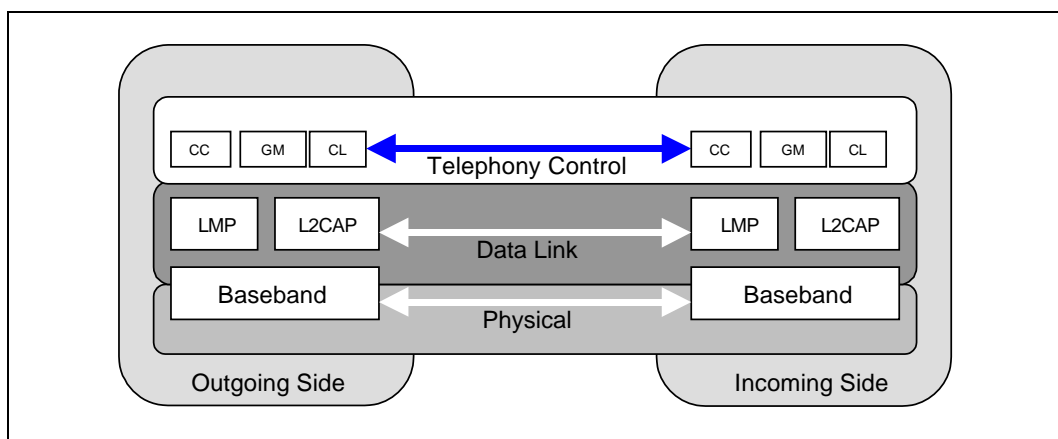 CC GM CL CC GM CL
Telephony Control
LMP L2CAP LMP L2CAP
Data Link
Baseband Baseband
Physical
Outgoing Side Incoming Side